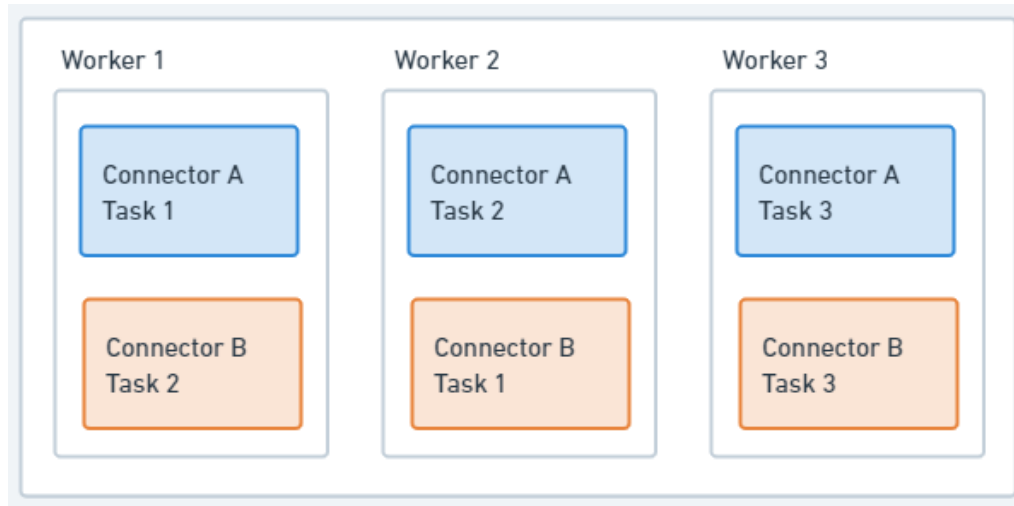 Worker 1
Connector A
Task 1
Connector B
Task 2
Worker 2
Connector A
Task 2
Connector B
Task 1
Worker 3
Connector A
Task 3
Connector B
Task 3